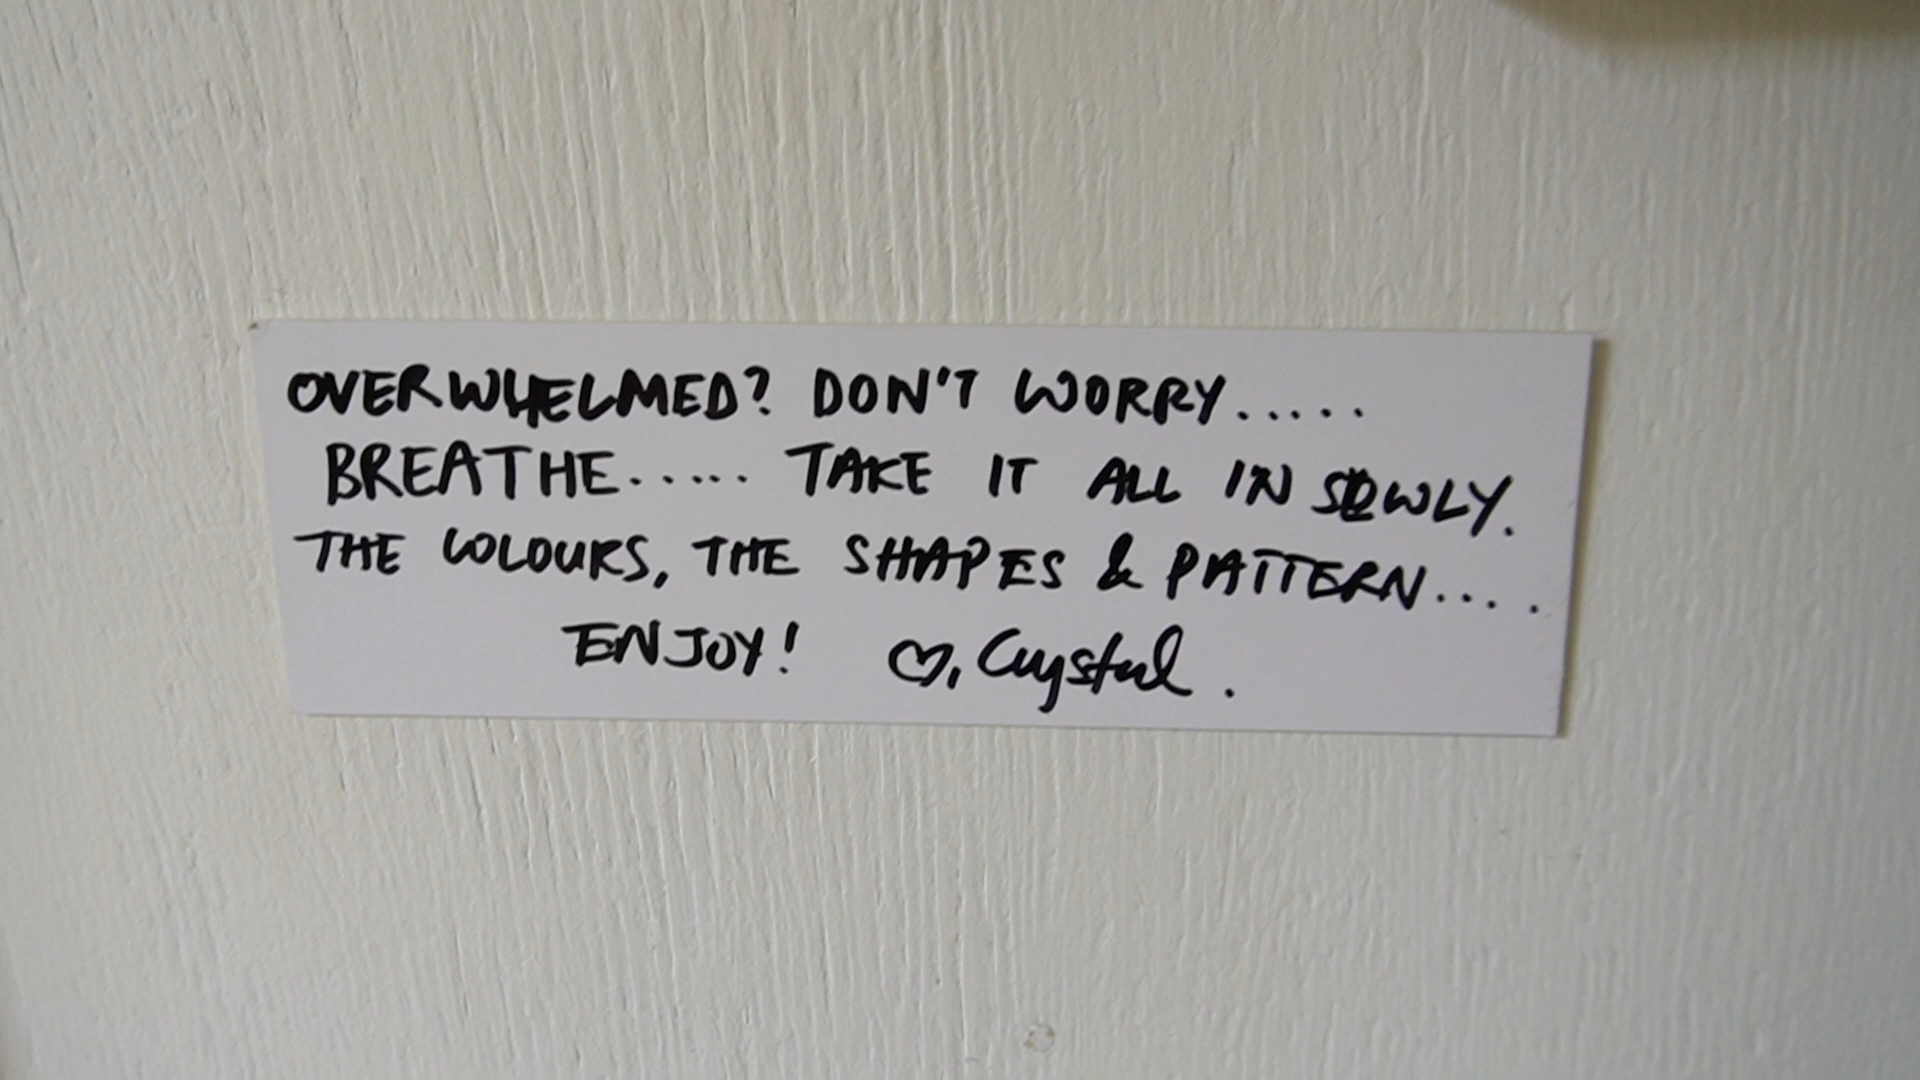 OVERWHELMED? DON'T WORRY.....
BREATHE..... TAKE IT ALL IN SLOWLY.
THE COLOURS, THE SHAPES & PATTERN....
ENJOY! ♡, Crystal.